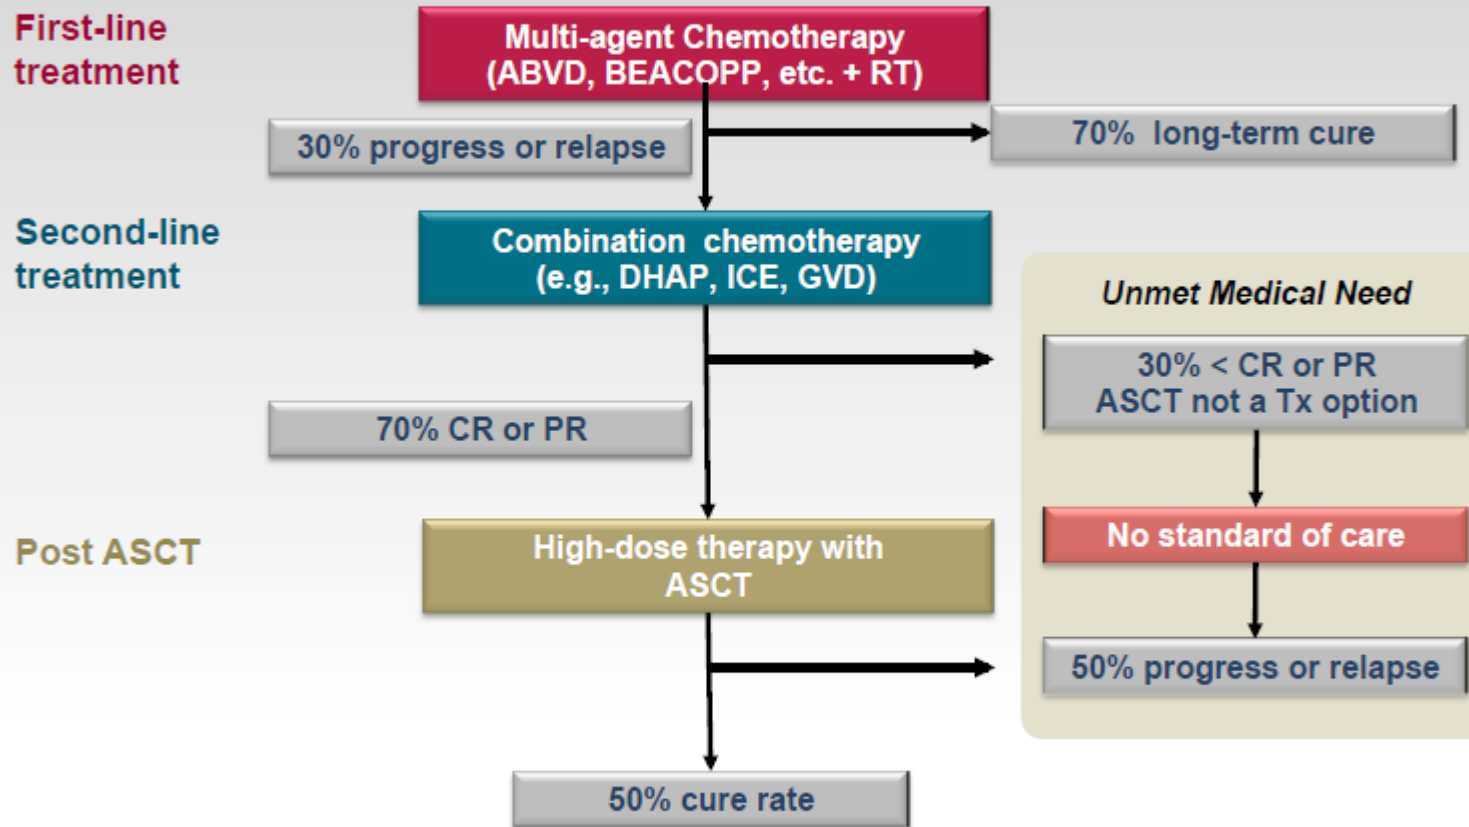 First-line
treatment
Multi-agent Chemotherapy
(ABVD, BEACOPP, etc. + RT)
30% progress or relapse
70% long-term cure
Second-line
treatment
Combination chemotherapy
(e.g., DHAP, ICE, GVD)
Unmet Medical Need
30% < CR or PR
ASCT not a Tx option
70% CR or PR
No standard of care
Post ASCT
High-dose therapy with
ASCT
50% progress or relapse
50% cure rate